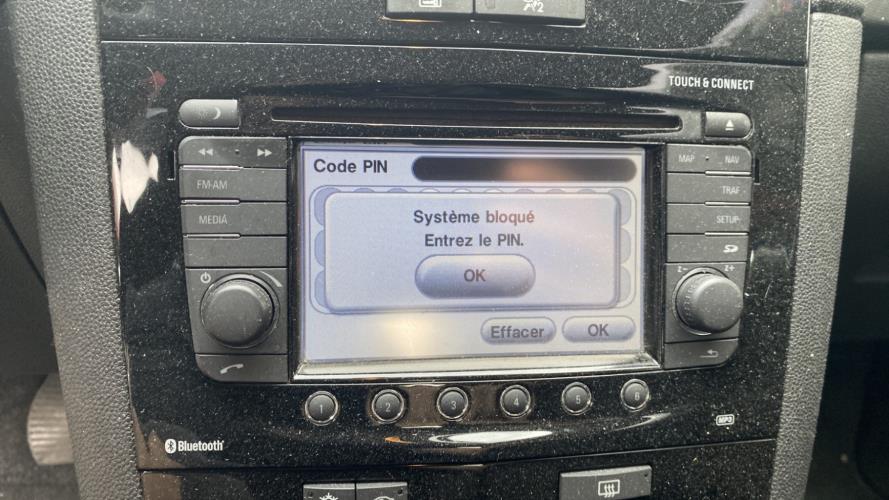 TOUCH & CONNECT
MAP · NAV
FM-AM
TRAF
MEDIA
SETUP
Code PIN
Système bloqué
Entrez le PIN.
OK
Effacer
OK
1
2
3
4
5
6
Bluetooth
MP3